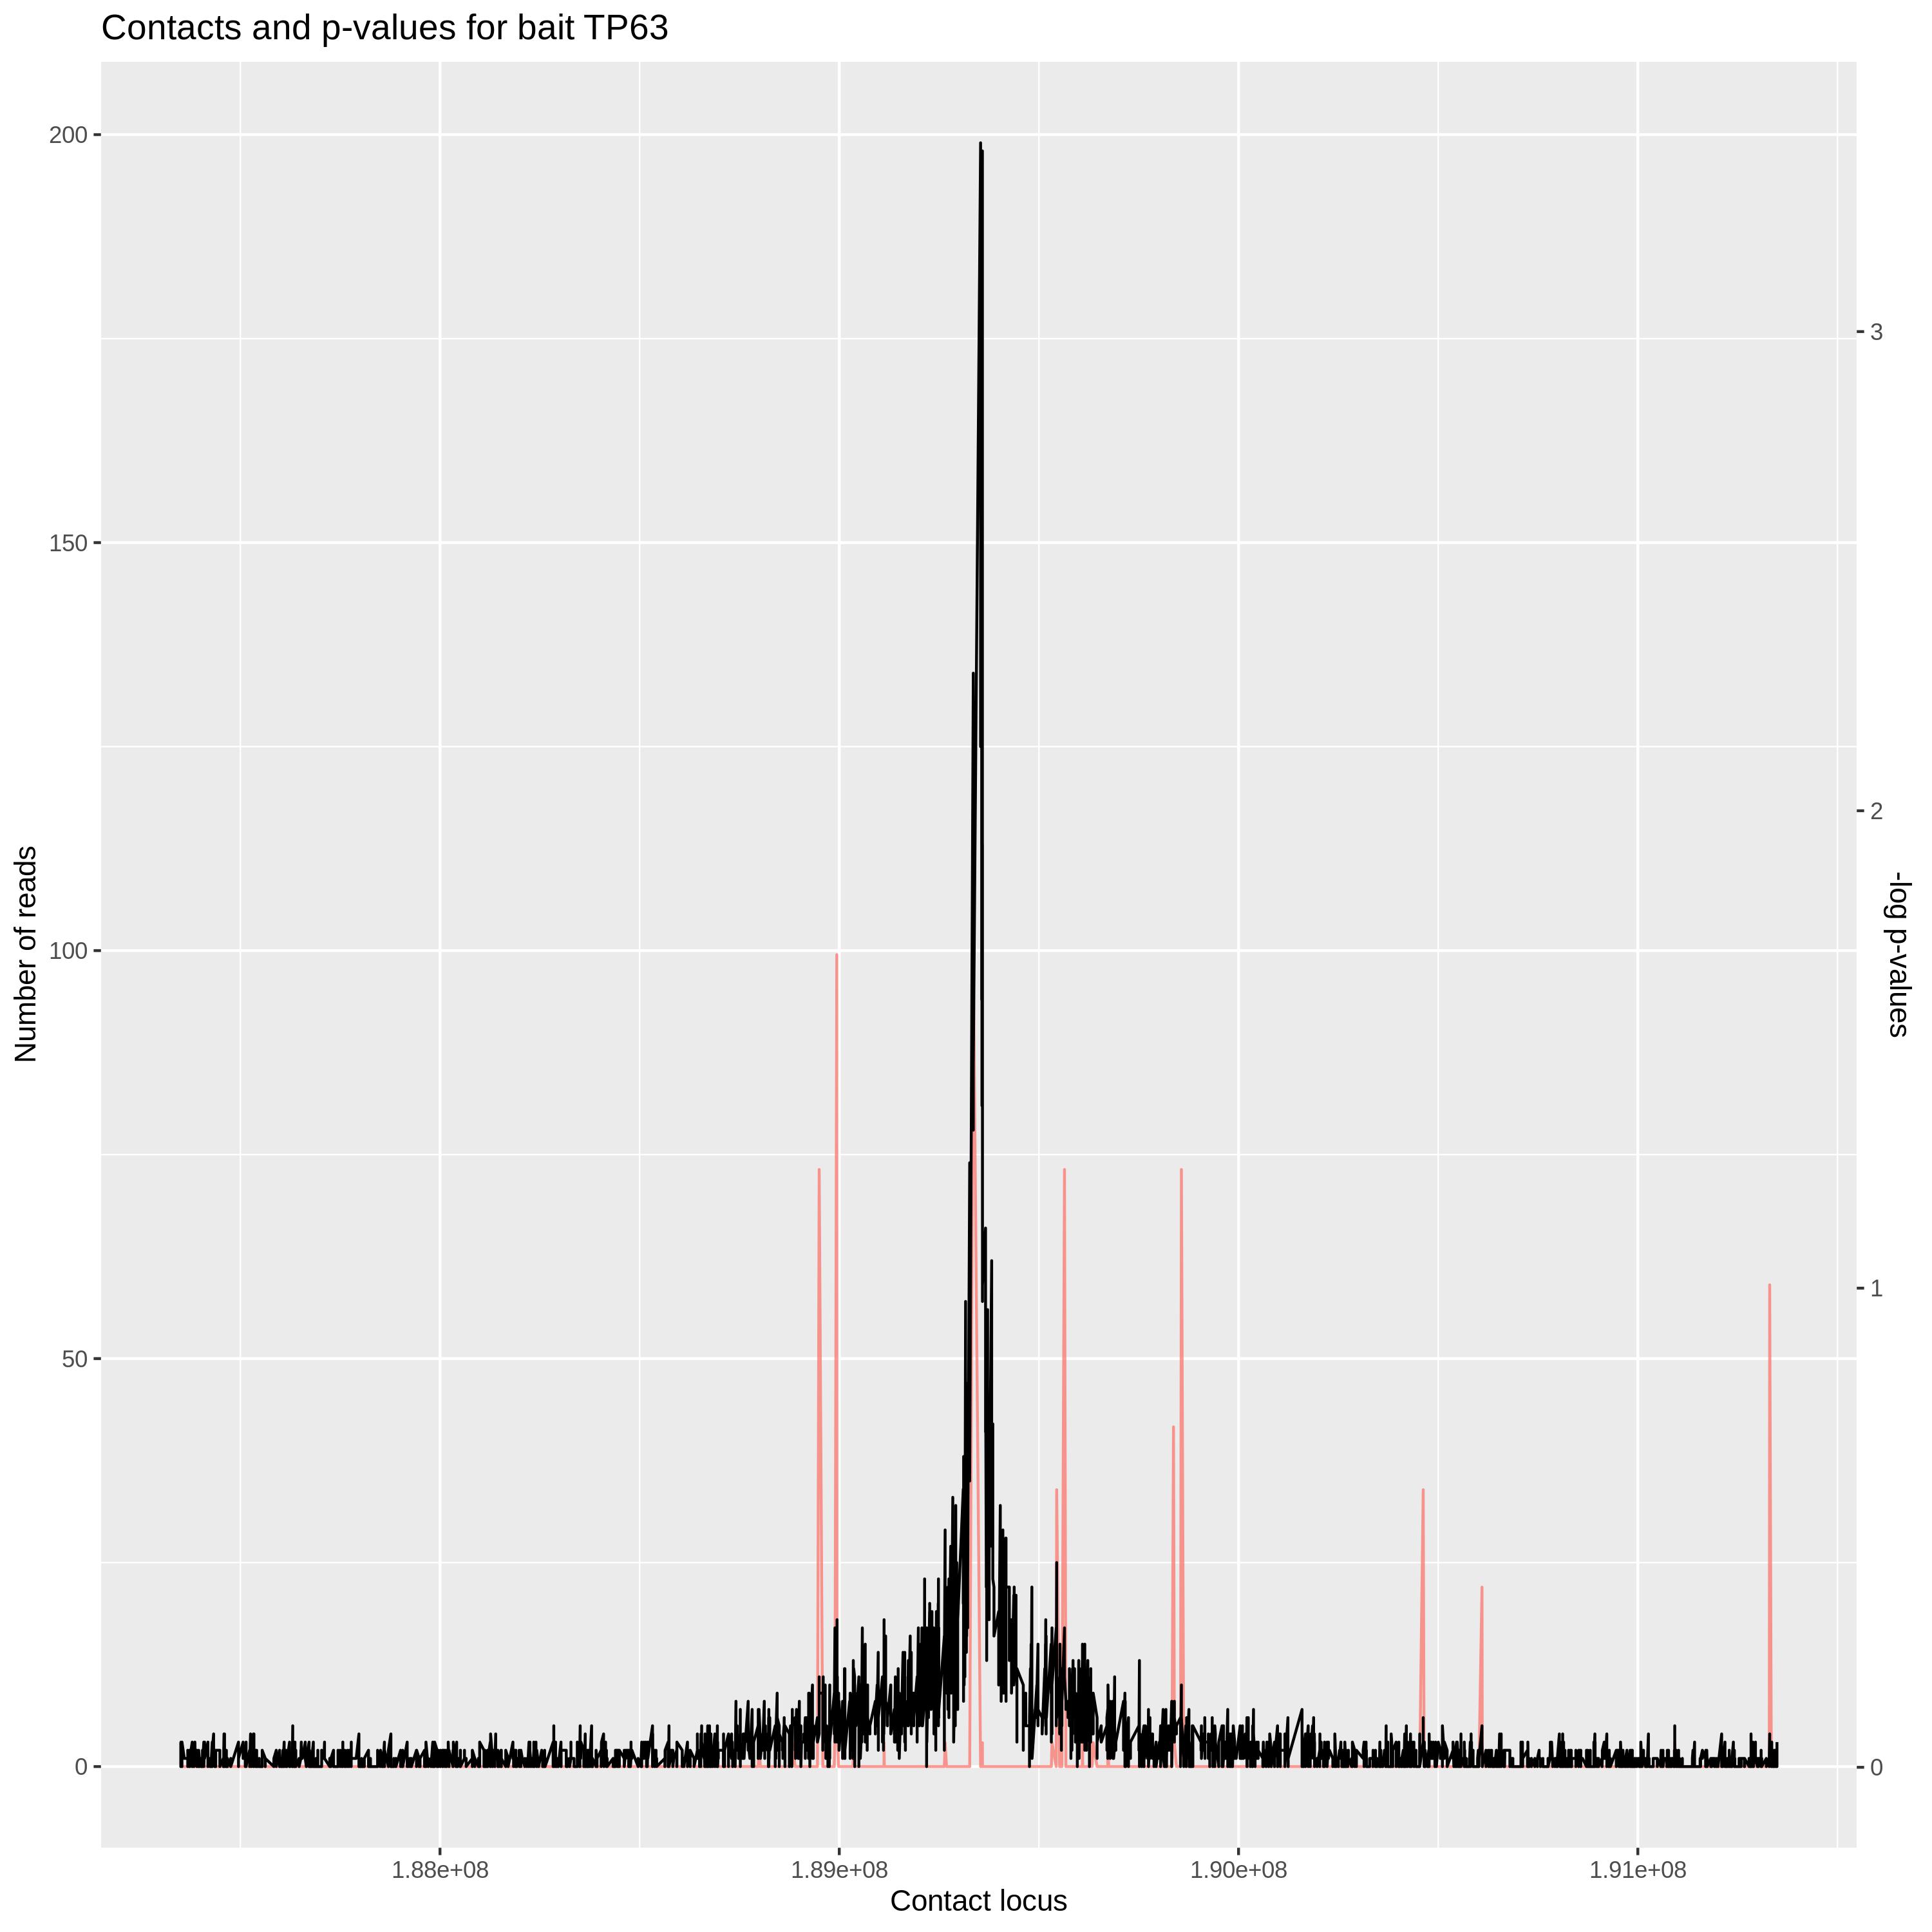 Contacts and p-values for bait TP63
200
150
100
50
0
Number of reads
3
2
1
0
-log p-values
1.88e+08
1.89e+08
1.90e+08
1.91e+08
Contact locus